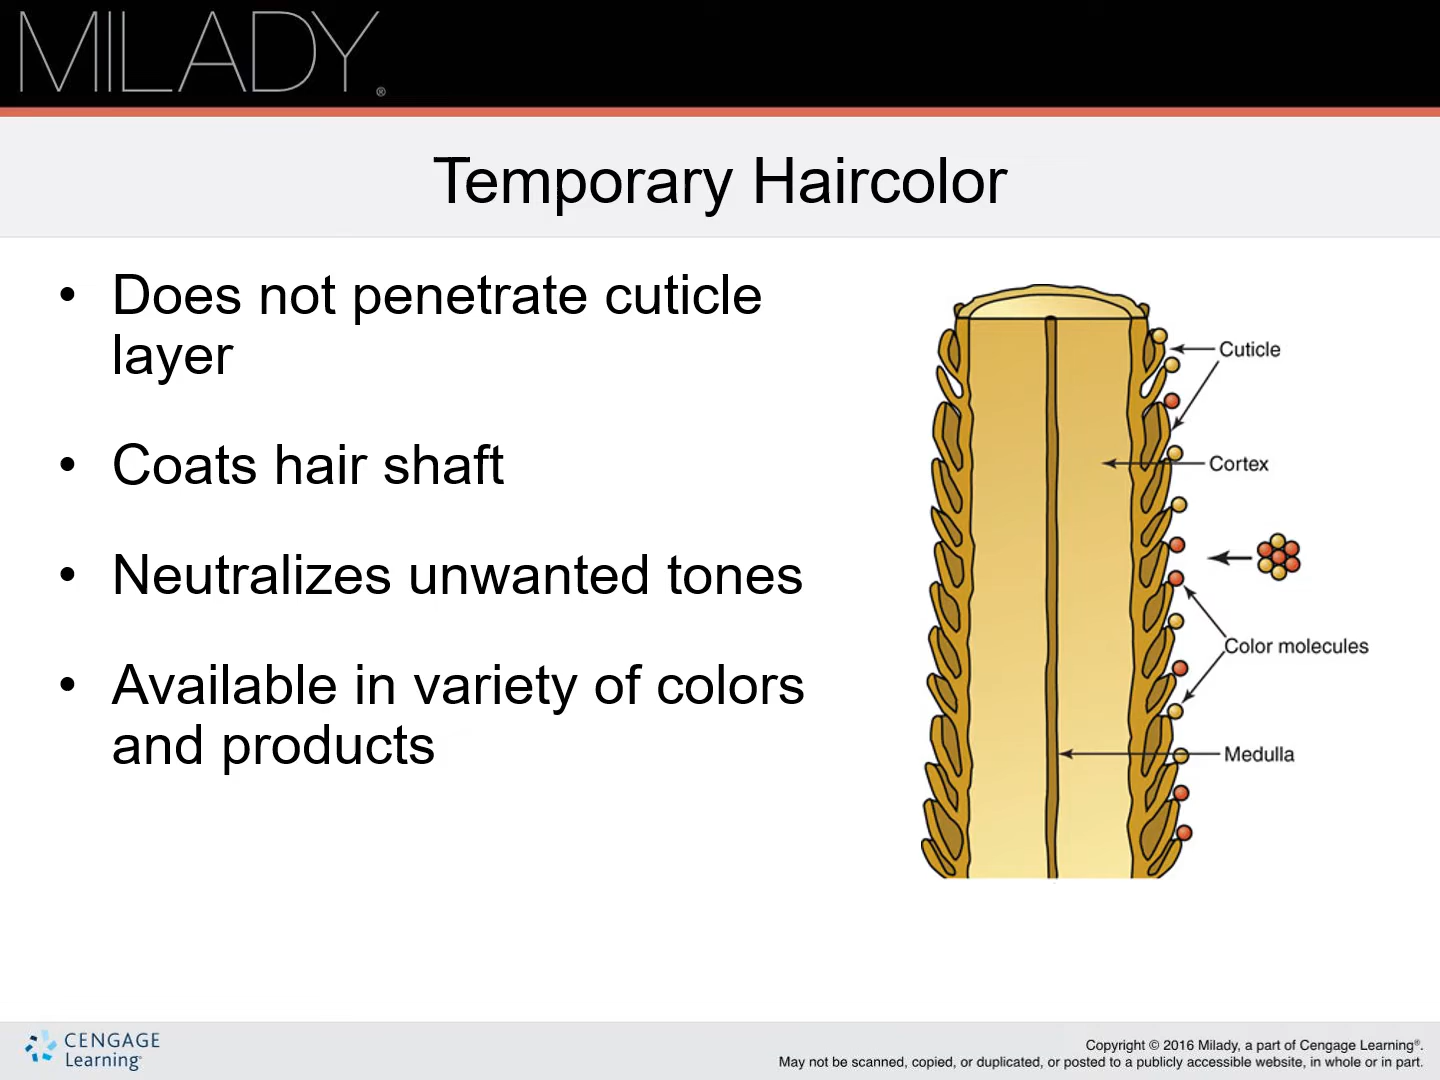 MILADY®
Temporary Haircolor
• Does not penetrate cuticle
layer
• Coats hair shaft
• Neutralizes unwanted tones
• Available in variety of colors
and products
Cuticle
Cortex
Color molecules
Medulla
CENGAGE
Learning®
Copyright © 2016 Milady, a part of Cengage Learning®.
May not be scanned, copied, or duplicated, or posted to a publicly accessible website, in whole or in part.